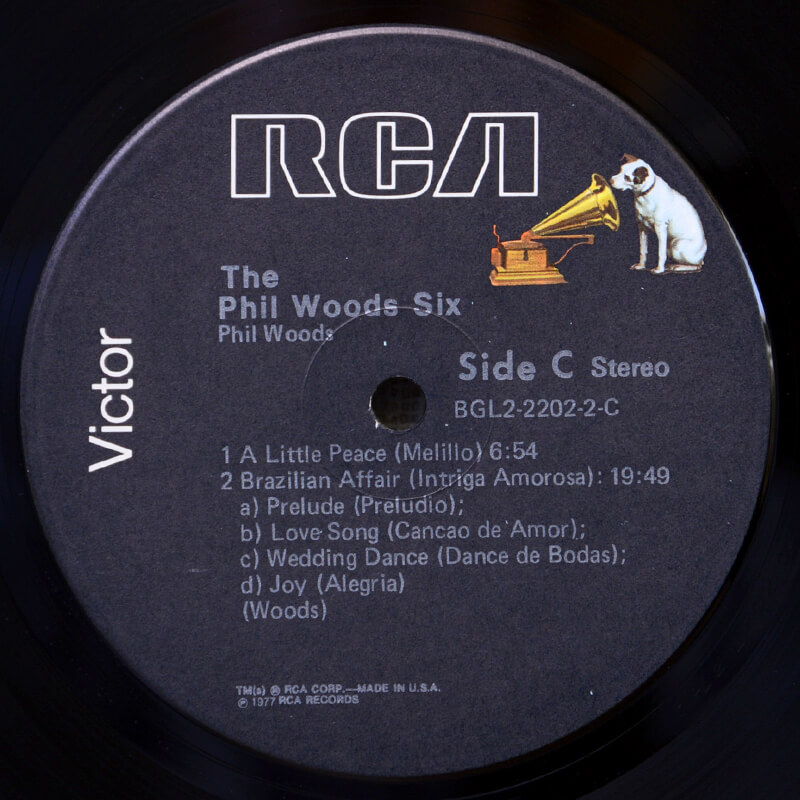 RCA
Victor
The
Phil Woods Six
Phil Woods
Side C Stereo
BGL2-2202-2-C
1 A Little Peace (Melillo) 6:54
2 Brazilian Affair (Intriga Amorosa): 19:49
a) Prelude (Preludio);
b) Love Song (Cancao de Amor);
c) Wedding Dance (Dance de Bodas);
d) Joy (Alegria)
(Woods)
TM(s) ® RCA CORP.—MADE IN U.S.A.
℗ 1977 RCA RECORDS